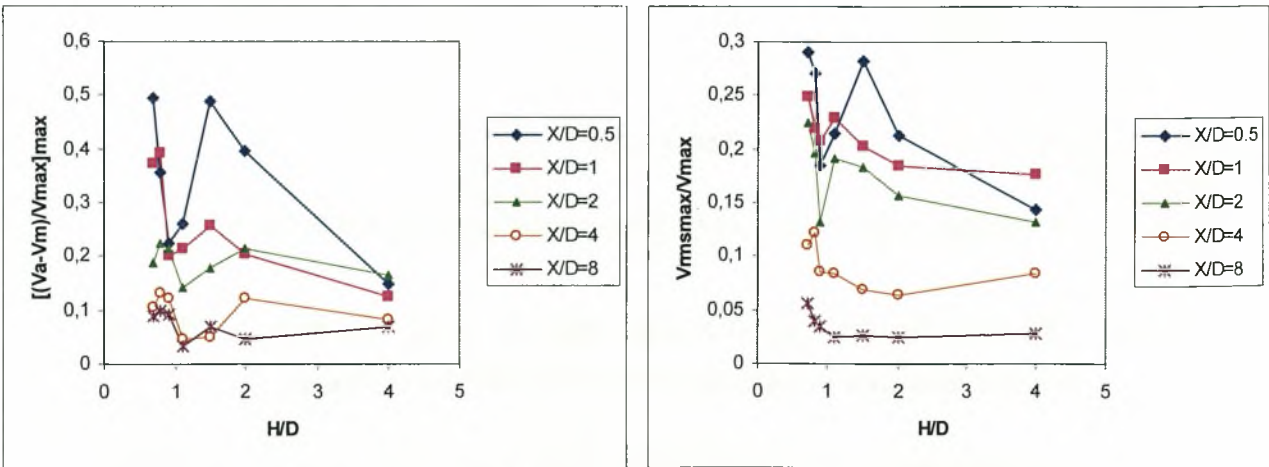 [(Va-Vm)/Vmax]max
0,6
0,5
0,4
0,3
0,2
0,1
0
0 1 2 3 4 5
H/D
X/D=0.5
X/D=1
X/D=2
X/D=4
X/D=8
Vrmsmax/Vmax
0,3
0,25
0,2
0,15
0,1
0,05
0
0 1 2 3 4 5
H/D
X/D=0.5
X/D=1
X/D=2
X/D=4
X/D=8